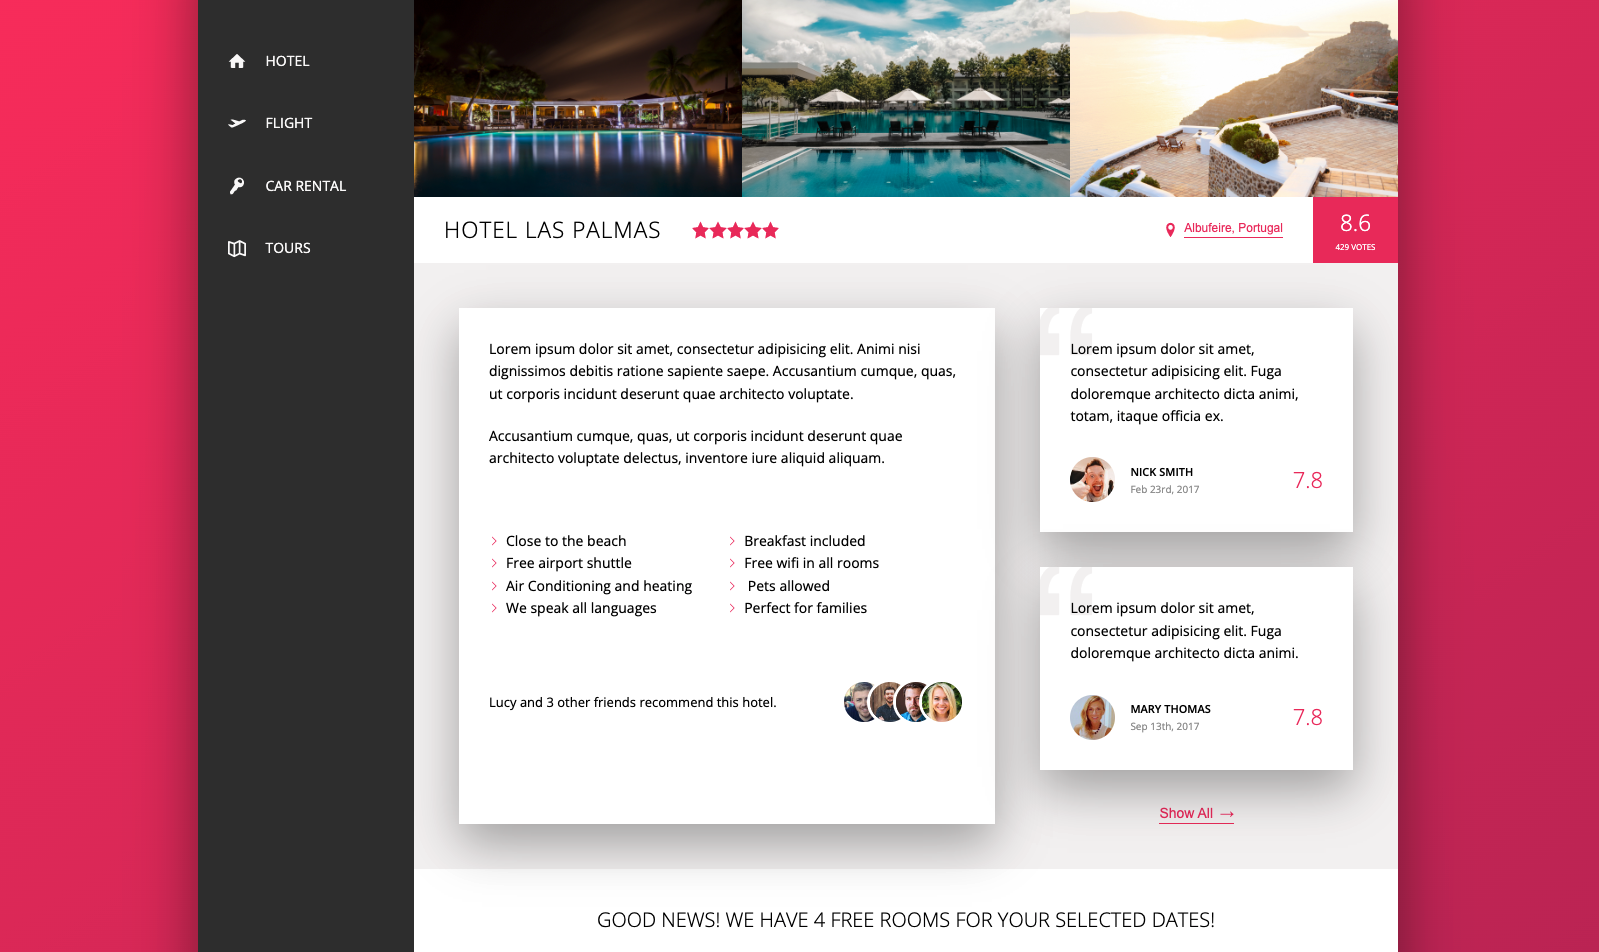 HOTEL
FLIGHT
CAR RENTAL
TOURS
HOTEL LAS PALMAS
Albufeire, Portugal
8.6
429 VOTES
Lorem ipsum dolor sit amet, consectetur adipisicing elit. Animi nisi
dignissimos debitis ratione sapiente saepe. Accusantium cumque, quas,
ut corporis incidunt deserunt quae architecto voluptate.
Accusantium cumque, quas, ut corporis incidunt deserunt quae
architecto voluptate delectus, inventore iure aliquid aliquam.
Close to the beach
Free airport shuttle
Air Conditioning and heating
We speak all languages
Breakfast included
Free wifi in all rooms
Pets allowed
Perfect for families
Lucy and 3 other friends recommend this hotel.
“
Lorem ipsum dolor sit amet,
consectetur adipisicing elit. Fuga
doloremque architecto dicta animi,
totam, itaque officia ex.
NICK SMITH
Feb 23rd, 2017
7.8
“
Lorem ipsum dolor sit amet,
consectetur adipisicing elit. Fuga
doloremque architecto dicta animi.
MARY THOMAS
Sep 13th, 2017
7.8
Show All →
GOOD NEWS! WE HAVE 4 FREE ROOMS FOR YOUR SELECTED DATES!